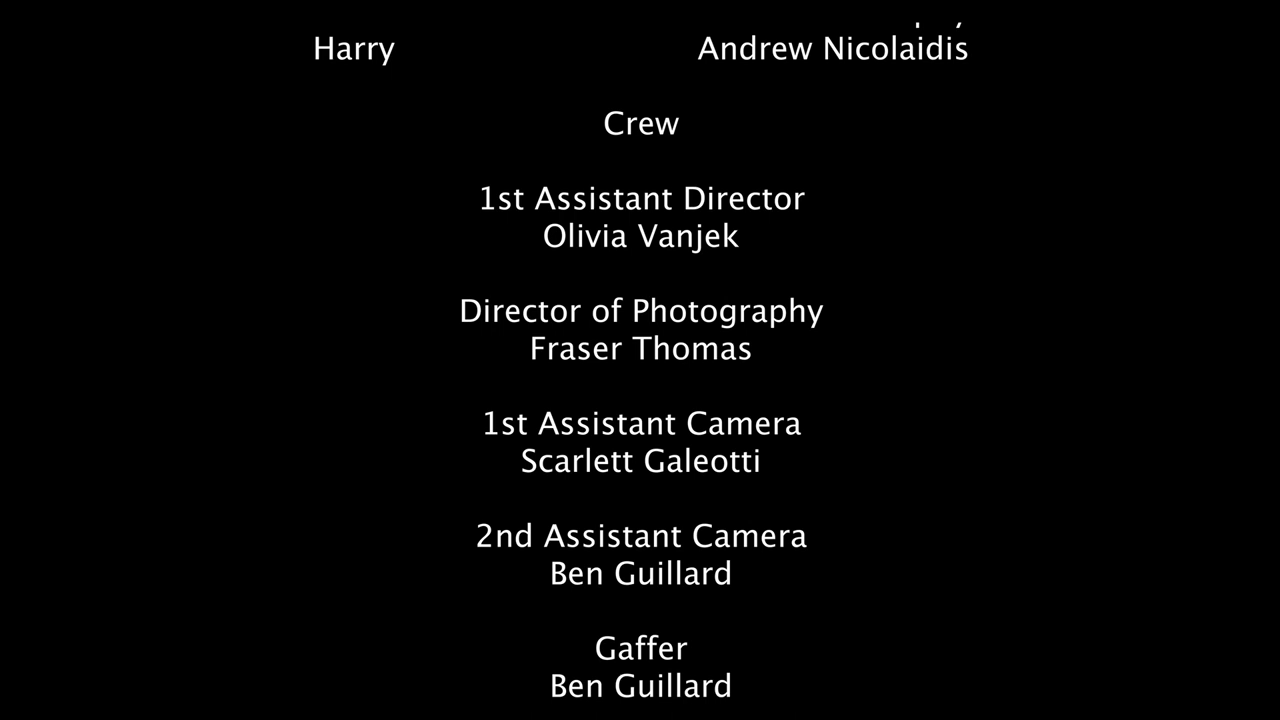 Harry Andrew Nicolaidis
Crew
1st Assistant Director
Olivia Vanjek
Director of Photography
Fraser Thomas
1st Assistant Camera
Scarlett Galeotti
2nd Assistant Camera
Ben Guillard
Gaffer
Ben Guillard